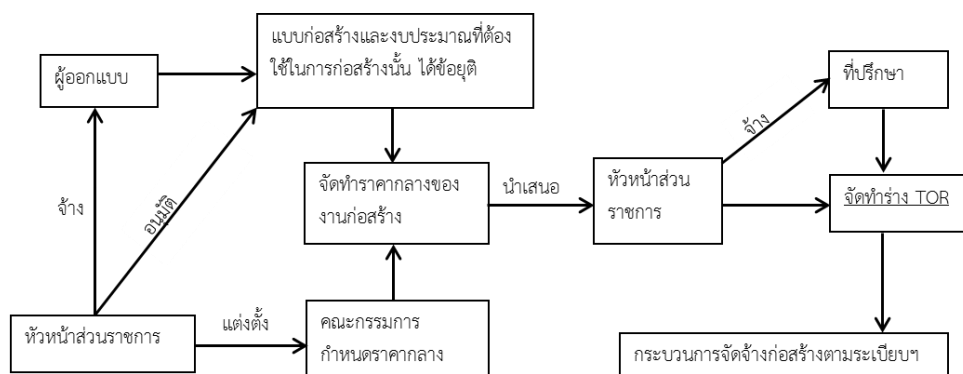 แบบก่อสร้างและงบประมาณที่ต้อง
ใช้ในการก่อสร้างนั้น ได้ข้อยุติ
ผู้ออกแบบ
ที่ปรึกษา
จ้าง
จ้าง
อนุมัติ
จัดทำราคากลางของ
งานก่อสร้าง
นำเสนอ
หัวหน้าส่วน
ราชการ
จัดทำร่าง TOR
หัวหน้าส่วนราชการ
แต่งตั้ง
คณะกรรมการ
กำหนดราคากลาง
กระบวนการจัดจ้างก่อสร้างตามระเบียบฯ